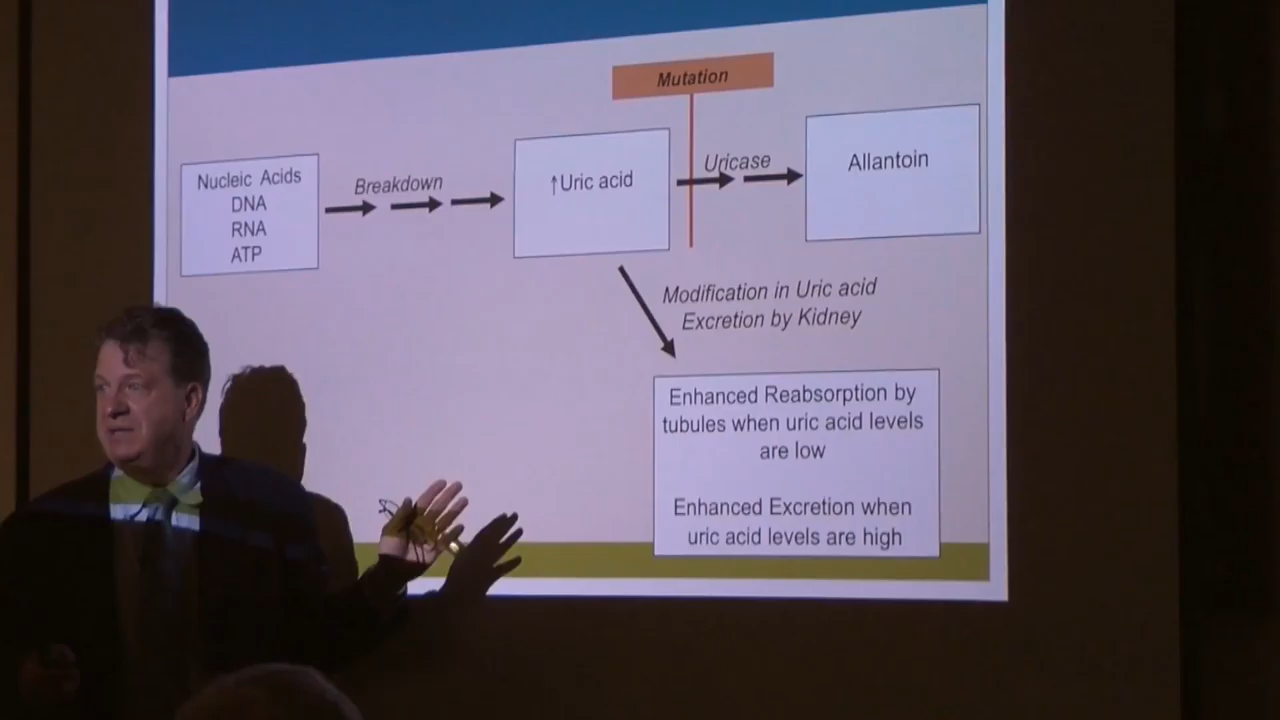 Mutation
Nucleic Acids
DNA
RNA
ATP
Breakdown
↑Uric acid
Uricase
Allantoin
Modification in Uric acid
Excretion by Kidney
Enhanced Reabsorption by
tubules when uric acid levels
are low
Enhanced Excretion when
uric acid levels are high